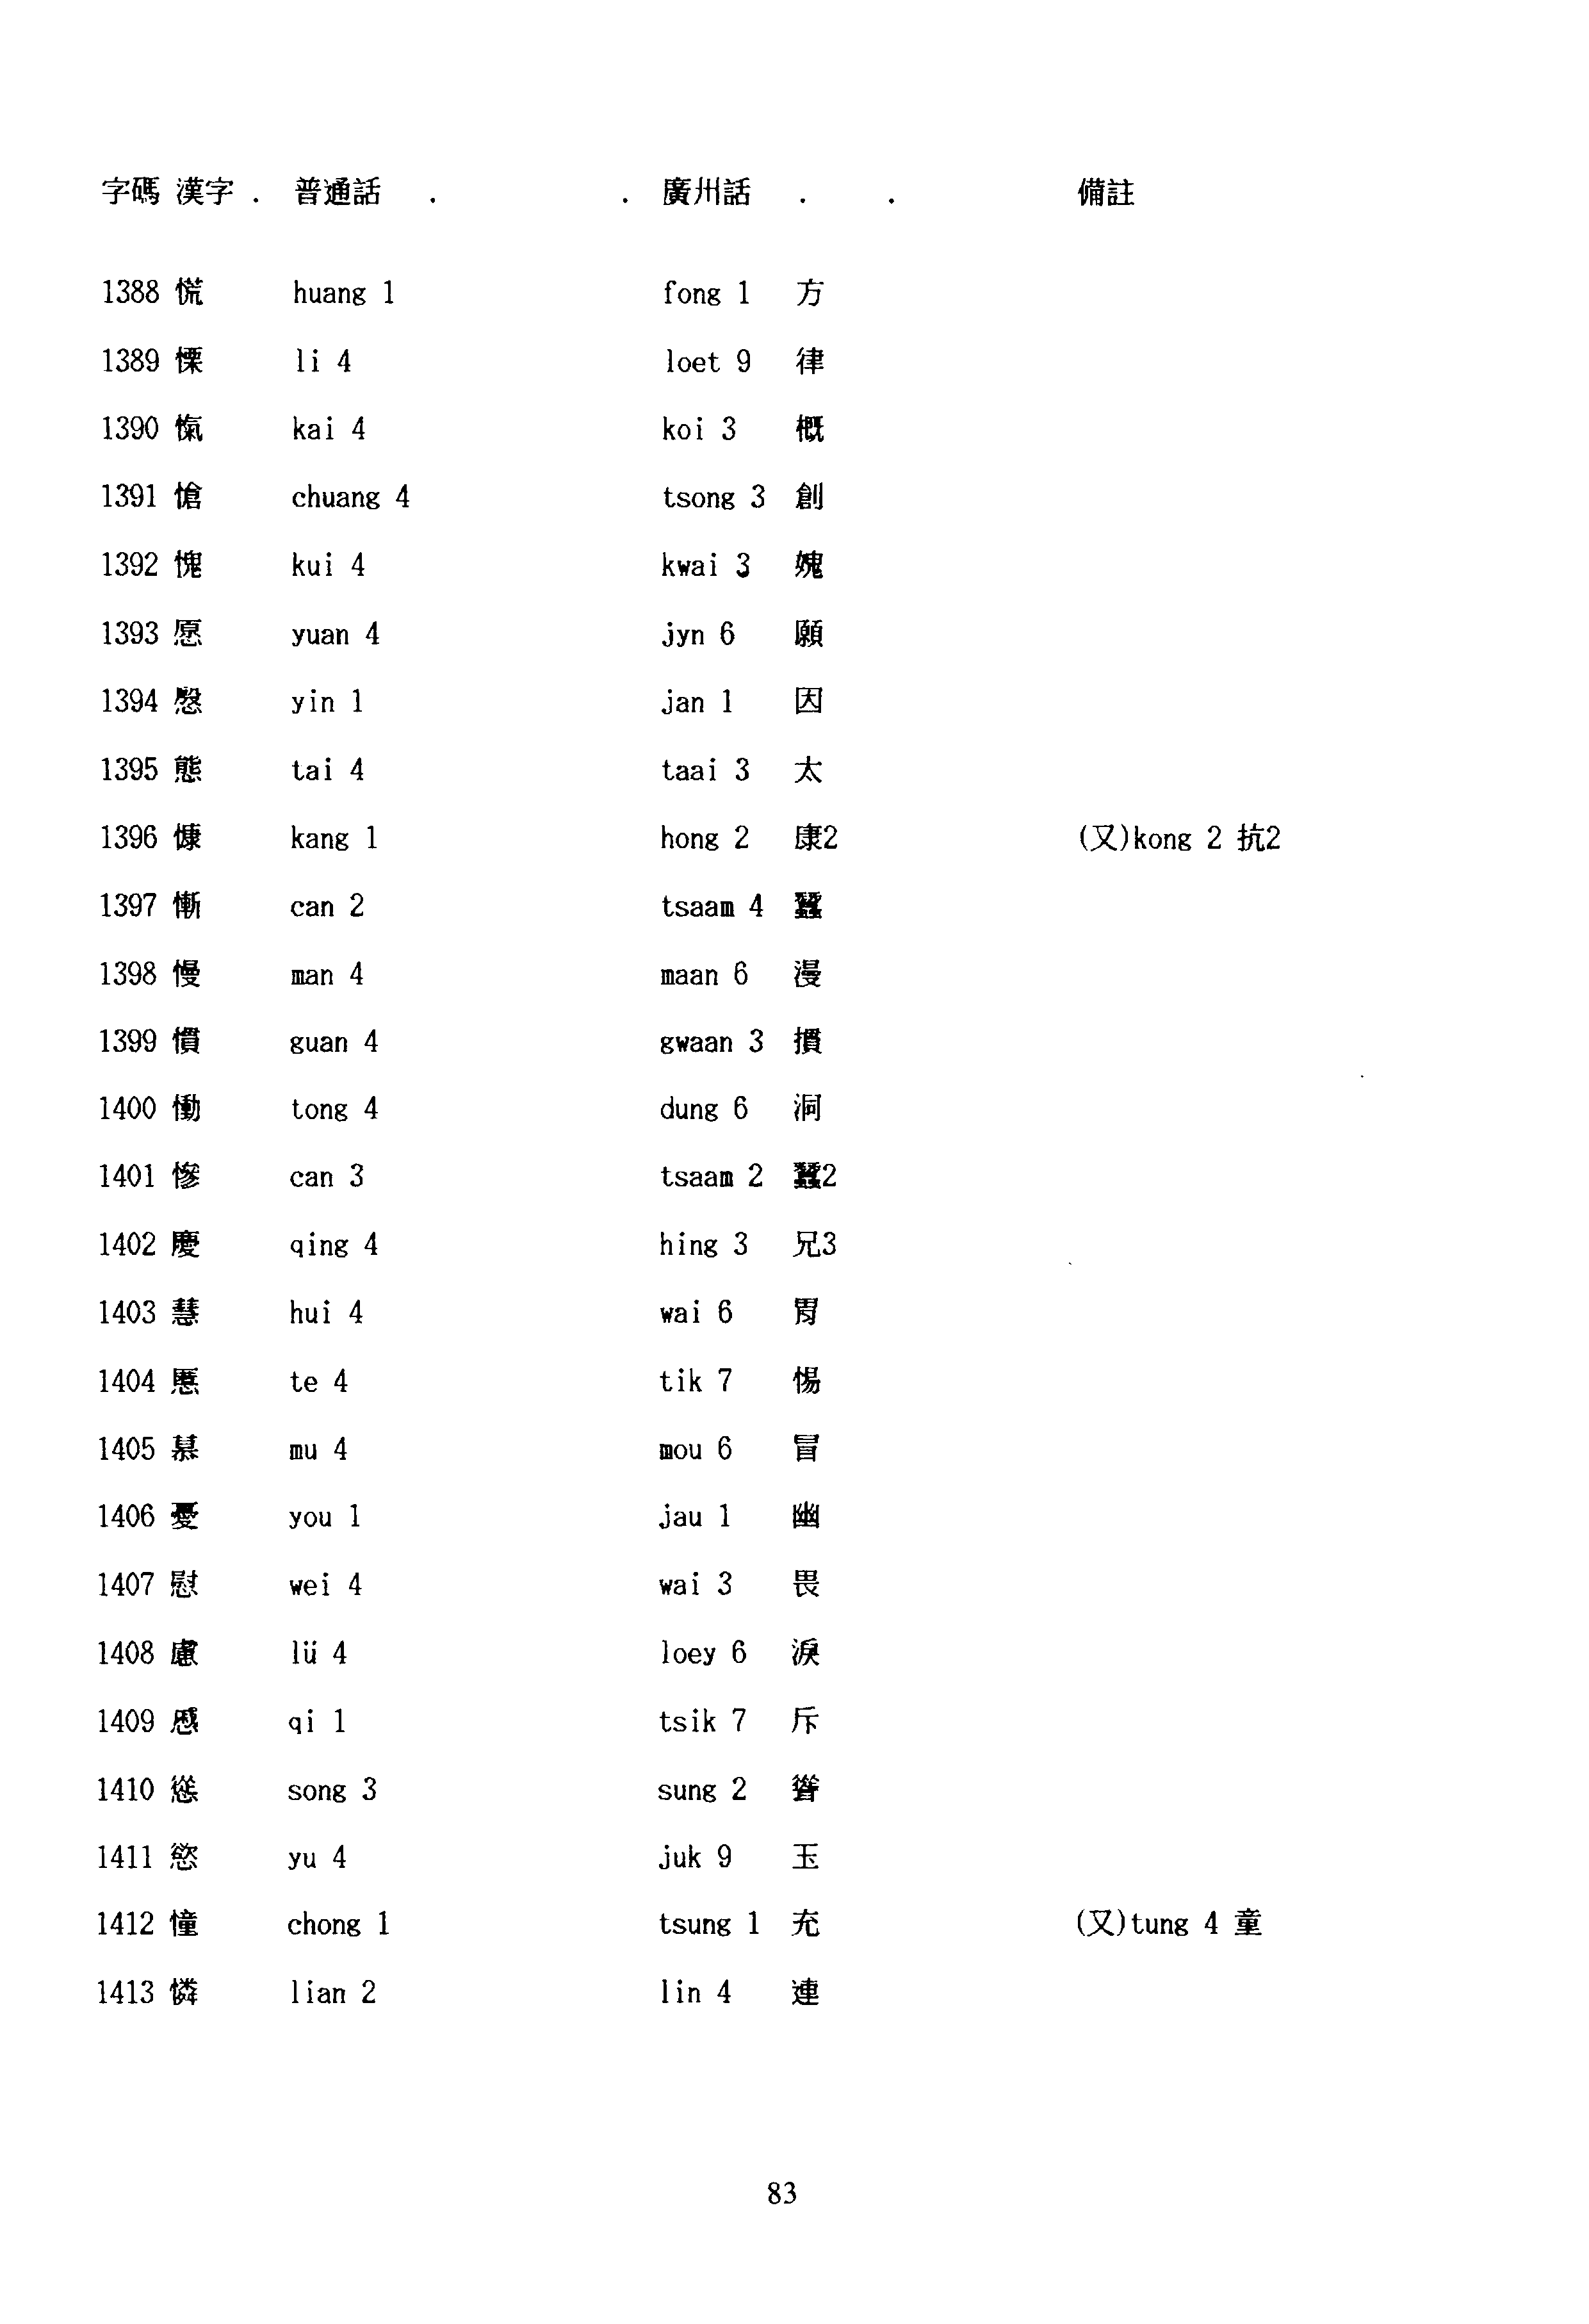 字碼 漢字 . 普通話 . . 廣州話 . . 備註
1388 慌 huang 1 fong 1 方
1389 慄 li 4 loet 9 律
1390 愾 kai 4 koi 3 概
1391 愴 chuang 4 tsong 3 創
1392 愧 kui 4 kwai 3 媿
1393 愿 yuan 4 jyn 6 願
1394 慇 yin 1 jan 1 因
1395 態 tai 4 taai 3 太
1396 慷 kang 1 hong 2 康2 (又)kong 2 抗2
1397 慚 can 2 tsaam 4 蠶
1398 慢 man 4 maan 6 漫
1399 慣 guan 4 gwaan 3 摜
1400 慟 tong 4 dung 6 洞
1401 慘 can 3 tsaam 2 蠶2
1402 慶 qing 4 hing 3 兄3
1403 慧 hui 4 wai 6 胃
1404 慝 te 4 tik 7 惕
1405 慕 mu 4 mou 6 冒
1406 憂 you 1 jau 1 幽
1407 慰 wei 4 wai 3 畏
1408 慮 lü 4 loey 6 淚
1409 慼 qi 1 tsik 7 斥
1410 慫 song 3 sung 2 聳
1411 慾 yu 4 juk 9 玉
1412 憧 chong 1 tsung 1 充 (又)tung 4 童
1413 憐 lian 2 lin 4 連
83